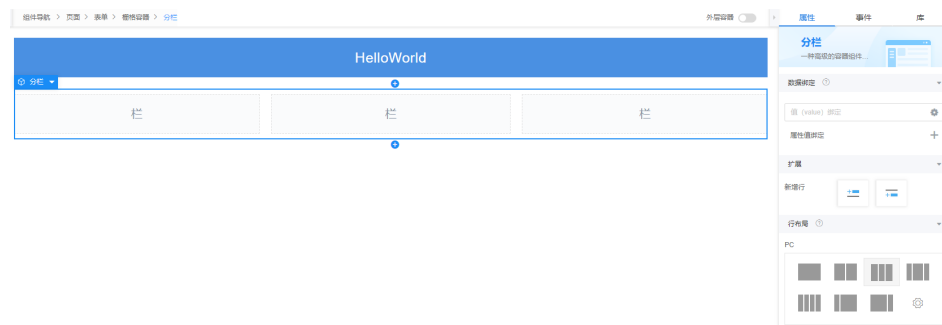 组件导航 > 页面 > 表单 > 栅格容器 > 分栏
外层容器
HelloWorld
分栏
栏 栏 栏
属性 事件 库
分栏
一种高级的容器组件...
数据绑定
值（value）绑定
属性值绑定
扩展
新增行
行布局
PC